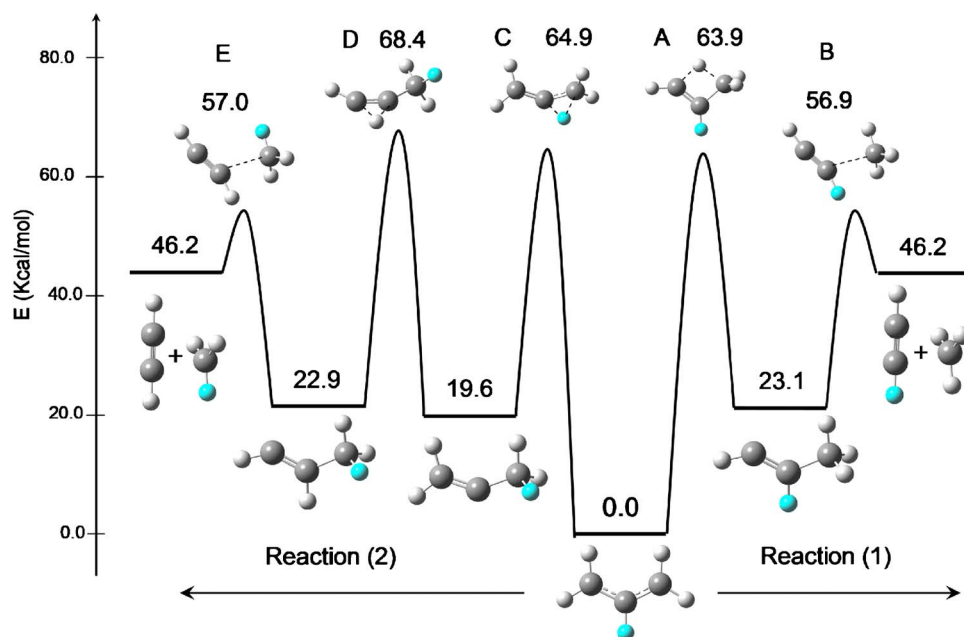 E
D
68.4
C
64.9
A
63.9
B
80.0
57.0
56.9
60.0
46.2
46.2
E (Kcal/mol)
40.0
+
+
22.9
19.6
23.1
20.0
0.0
0.0
Reaction (2)
Reaction (1)